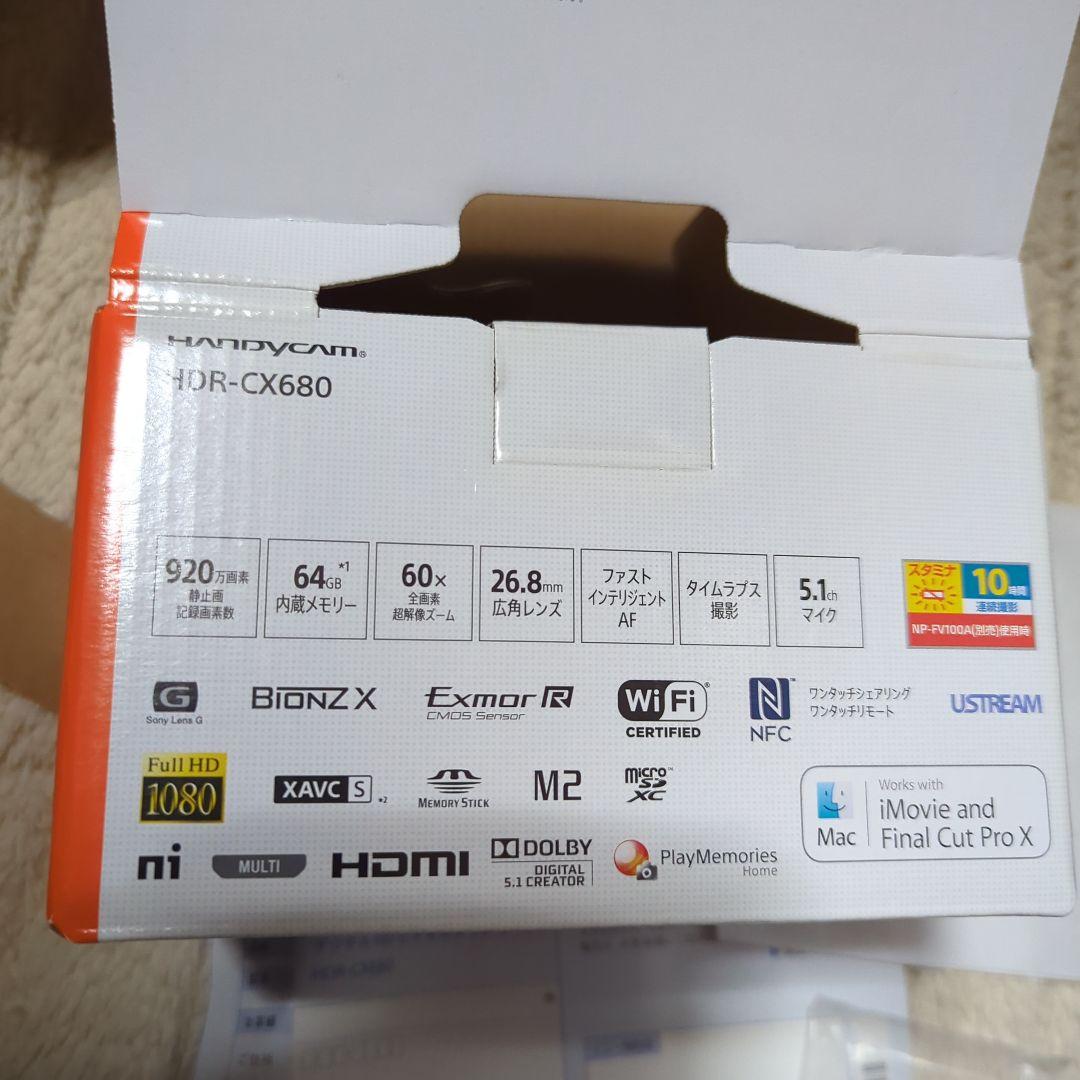 HANDYCAM®
HDR-CX680
920万画素
静止画
記録画素数
64GB *1
内蔵メモリー
60×
全画素
超解像ズーム
26.8mm
広角レンズ
ファスト
インテリジェント
AF
タイムラプス
撮影
5.1ch
マイク
スタミナ
10時間
連続撮影
NP-FV100A(別売)使用時
G
Sony Lens G
BIONZ X
Exmor R
CMOS Sensor
Wi Fi®
CERTIFIED
N™
NFC
ワンタッチシェアリング
ワンタッチリモート
USTREAM
Full HD
1080
XAVC S *2
MEMORY STICK
M2
micro SD XC™
Mac
Works with
iMovie and
Final Cut Pro X
ni
MULTI
HDMI
DOLBY
DIGITAL
5.1 CREATOR
PlayMemories
Home
HDR-CX680